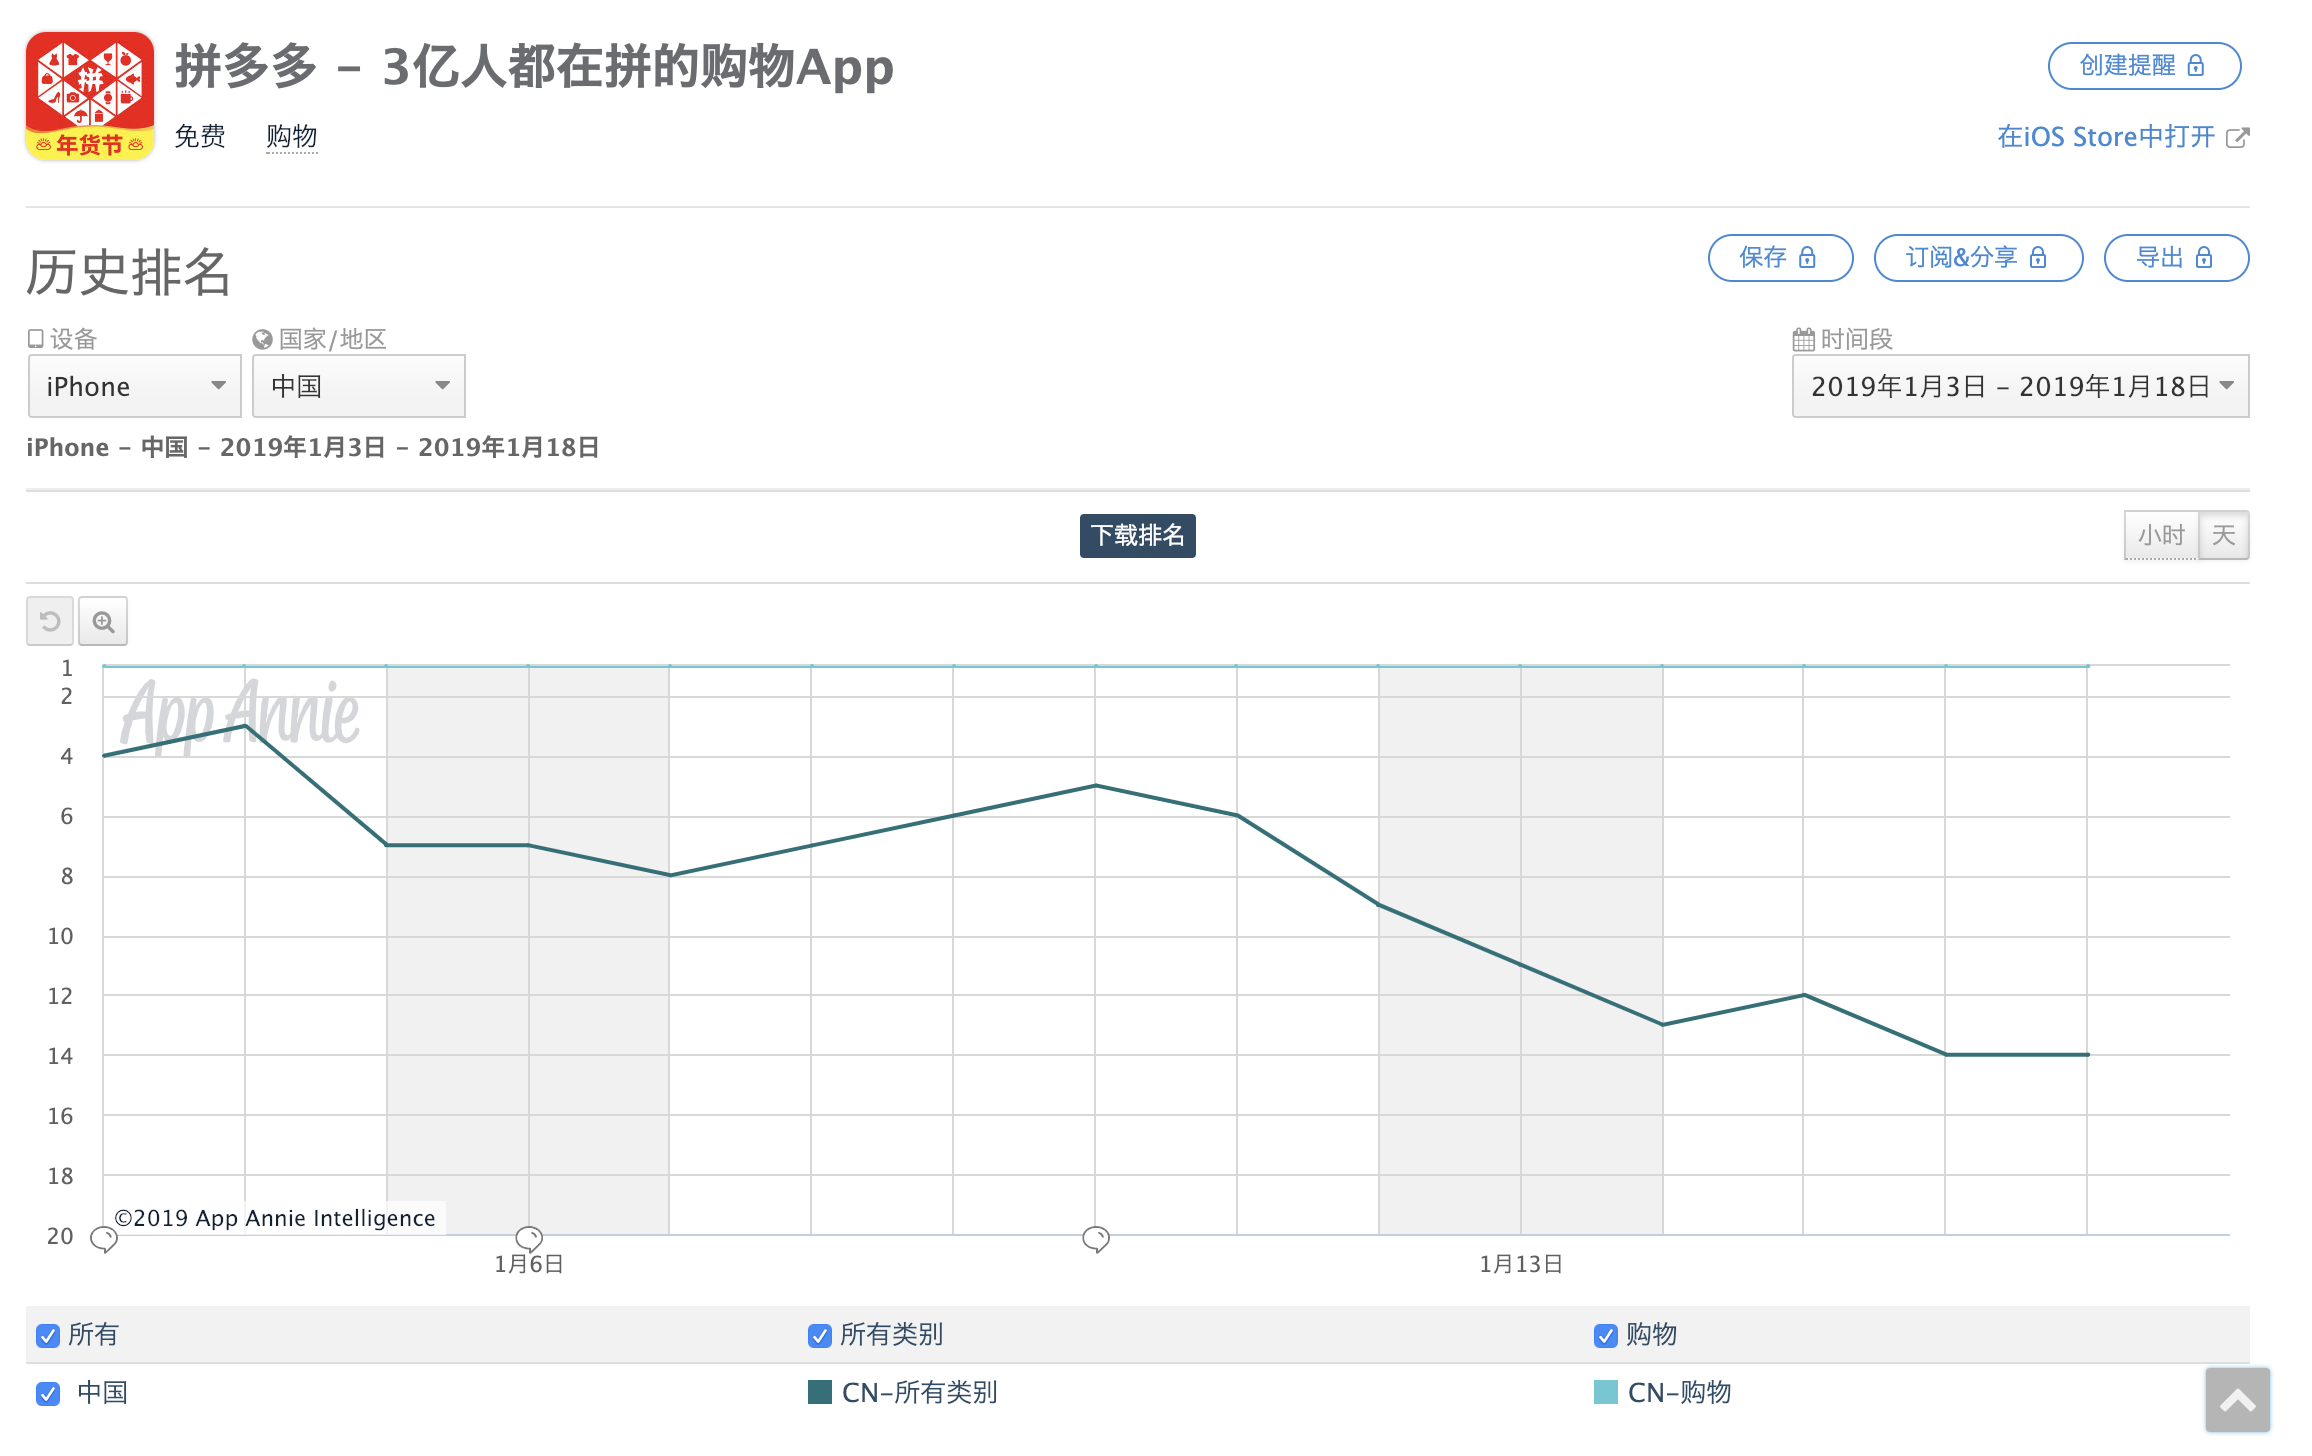 拼多多 – 3亿人都在拼的购物App
创建提醒
拼
年货节
免费 购物
在iOS Store中打开
历史排名
保存 订阅&分享 导出
设备 国家/地区 时间段
iPhone 中国 2019年1月3日 – 2019年1月18日
iPhone – 中国 – 2019年1月3日 – 2019年1月18日
下载排名
小时 天
1
2
App Annie
4
6
8
10
12
14
16
18
©2019 App Annie Intelligence
20
1月6日 1月13日
所有 所有类别 购物
中国 CN-所有类别 CN-购物